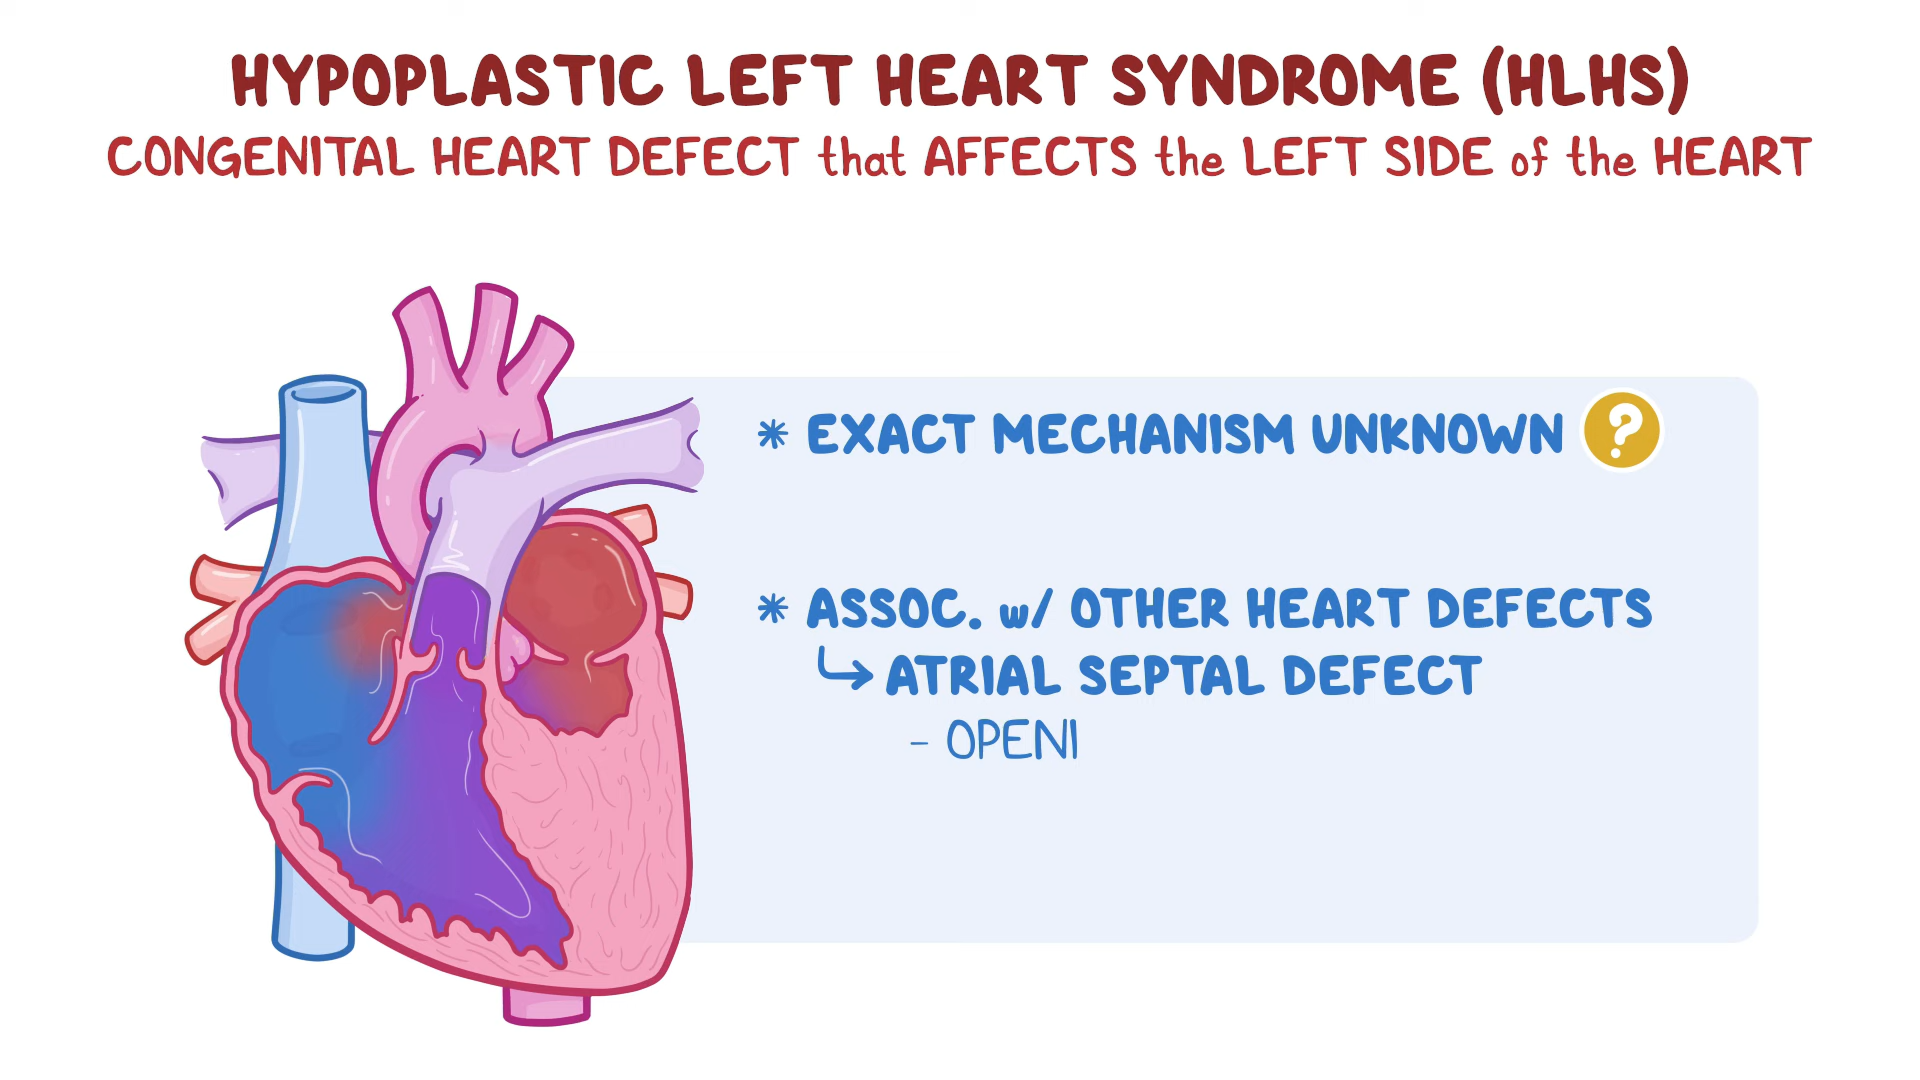 HYPOPLASTIC LEFT HEART SYNDROME (HLHS)
CONGENITAL HEART DEFECT that AFFECTS the LEFT SIDE of the HEART
* EXACT MECHANISM UNKNOWN ?
* ASSOC. w/ OTHER HEART DEFECTS
↳ ATRIAL SEPTAL DEFECT
- OPENI